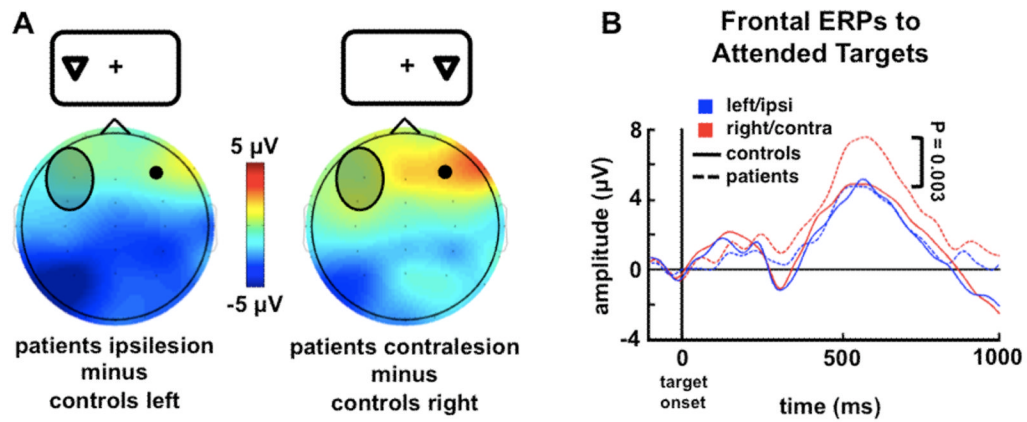 A
+
+
5 µV
-5 µV
patients ipsilesion
minus
controls left
patients contralesion
minus
controls right
B
Frontal ERPs to
Attended Targets
left/ipsi
right/contra
controls
patients
P = 0.003
8
4
0
-4
amplitude (µV)
0
500
1000
target
onset
time (ms)